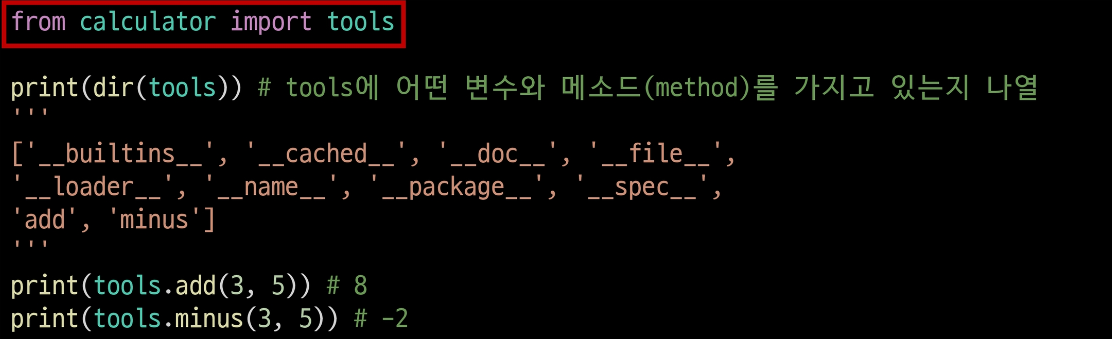 from calculator import tools
print(dir(tools)) # tools에 어떤 변수와 메소드(method)를 가지고 있는지 나열
'''
['__builtins__', '__cached__', '__doc__', '__file__',
'__loader__', '__name__', '__package__', '__spec__',
'add', 'minus']
'''
print(tools.add(3, 5)) # 8
print(tools.minus(3, 5)) # -2